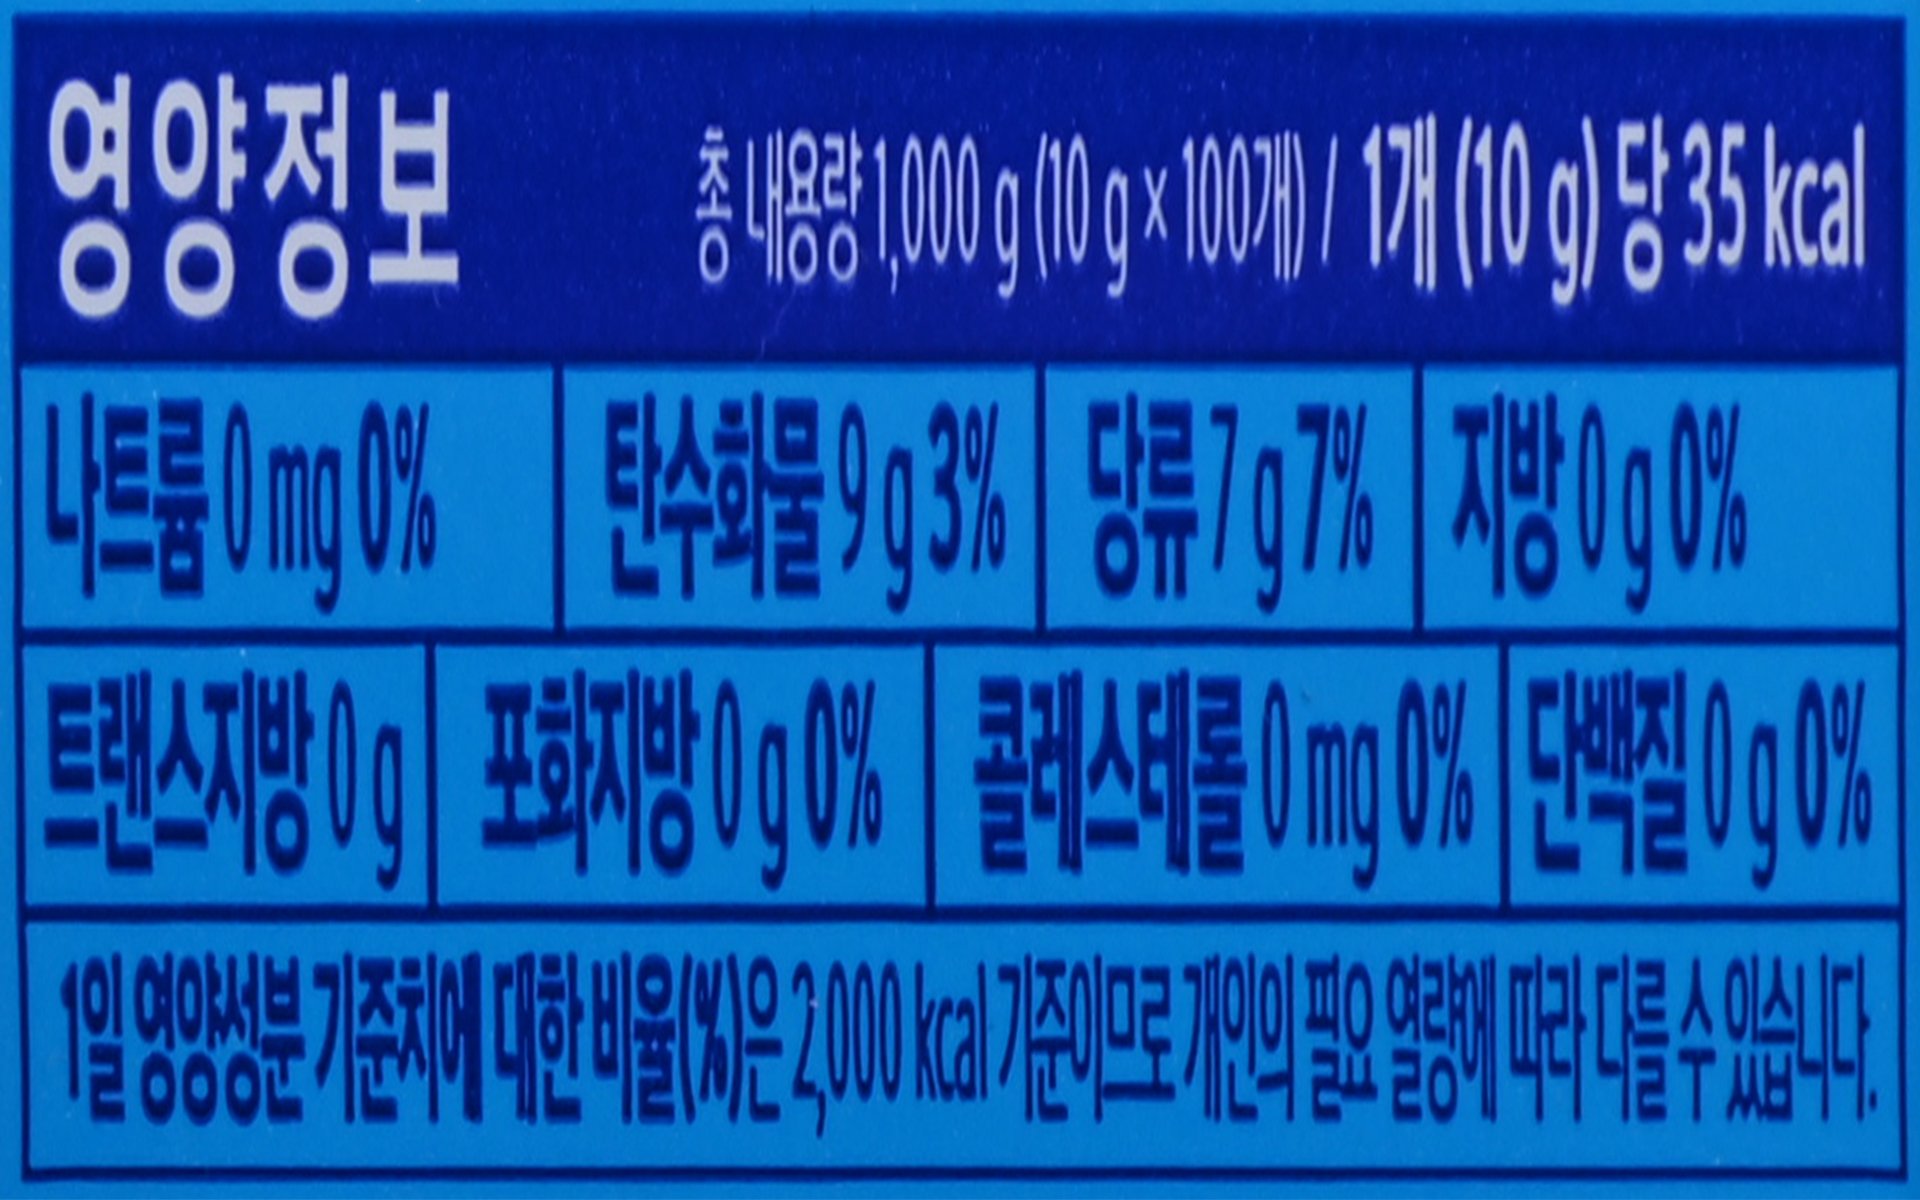 영양정보 총 내용량 1,000 g (10 g × 100개) / 1개 (10 g) 당 35 kcal
나트륨 0 mg 0% 탄수화물 9 g 3% 당류 7 g 7% 지방 0 g 0%
트랜스지방 0 g 포화지방 0 g 0% 콜레스테롤 0 mg 0% 단백질 0 g 0%
1일 영양성분 기준치에 대한 비율(%)은 2,000 kcal 기준이므로 개인의 필요 열량에 따라 다를 수 있습니다.